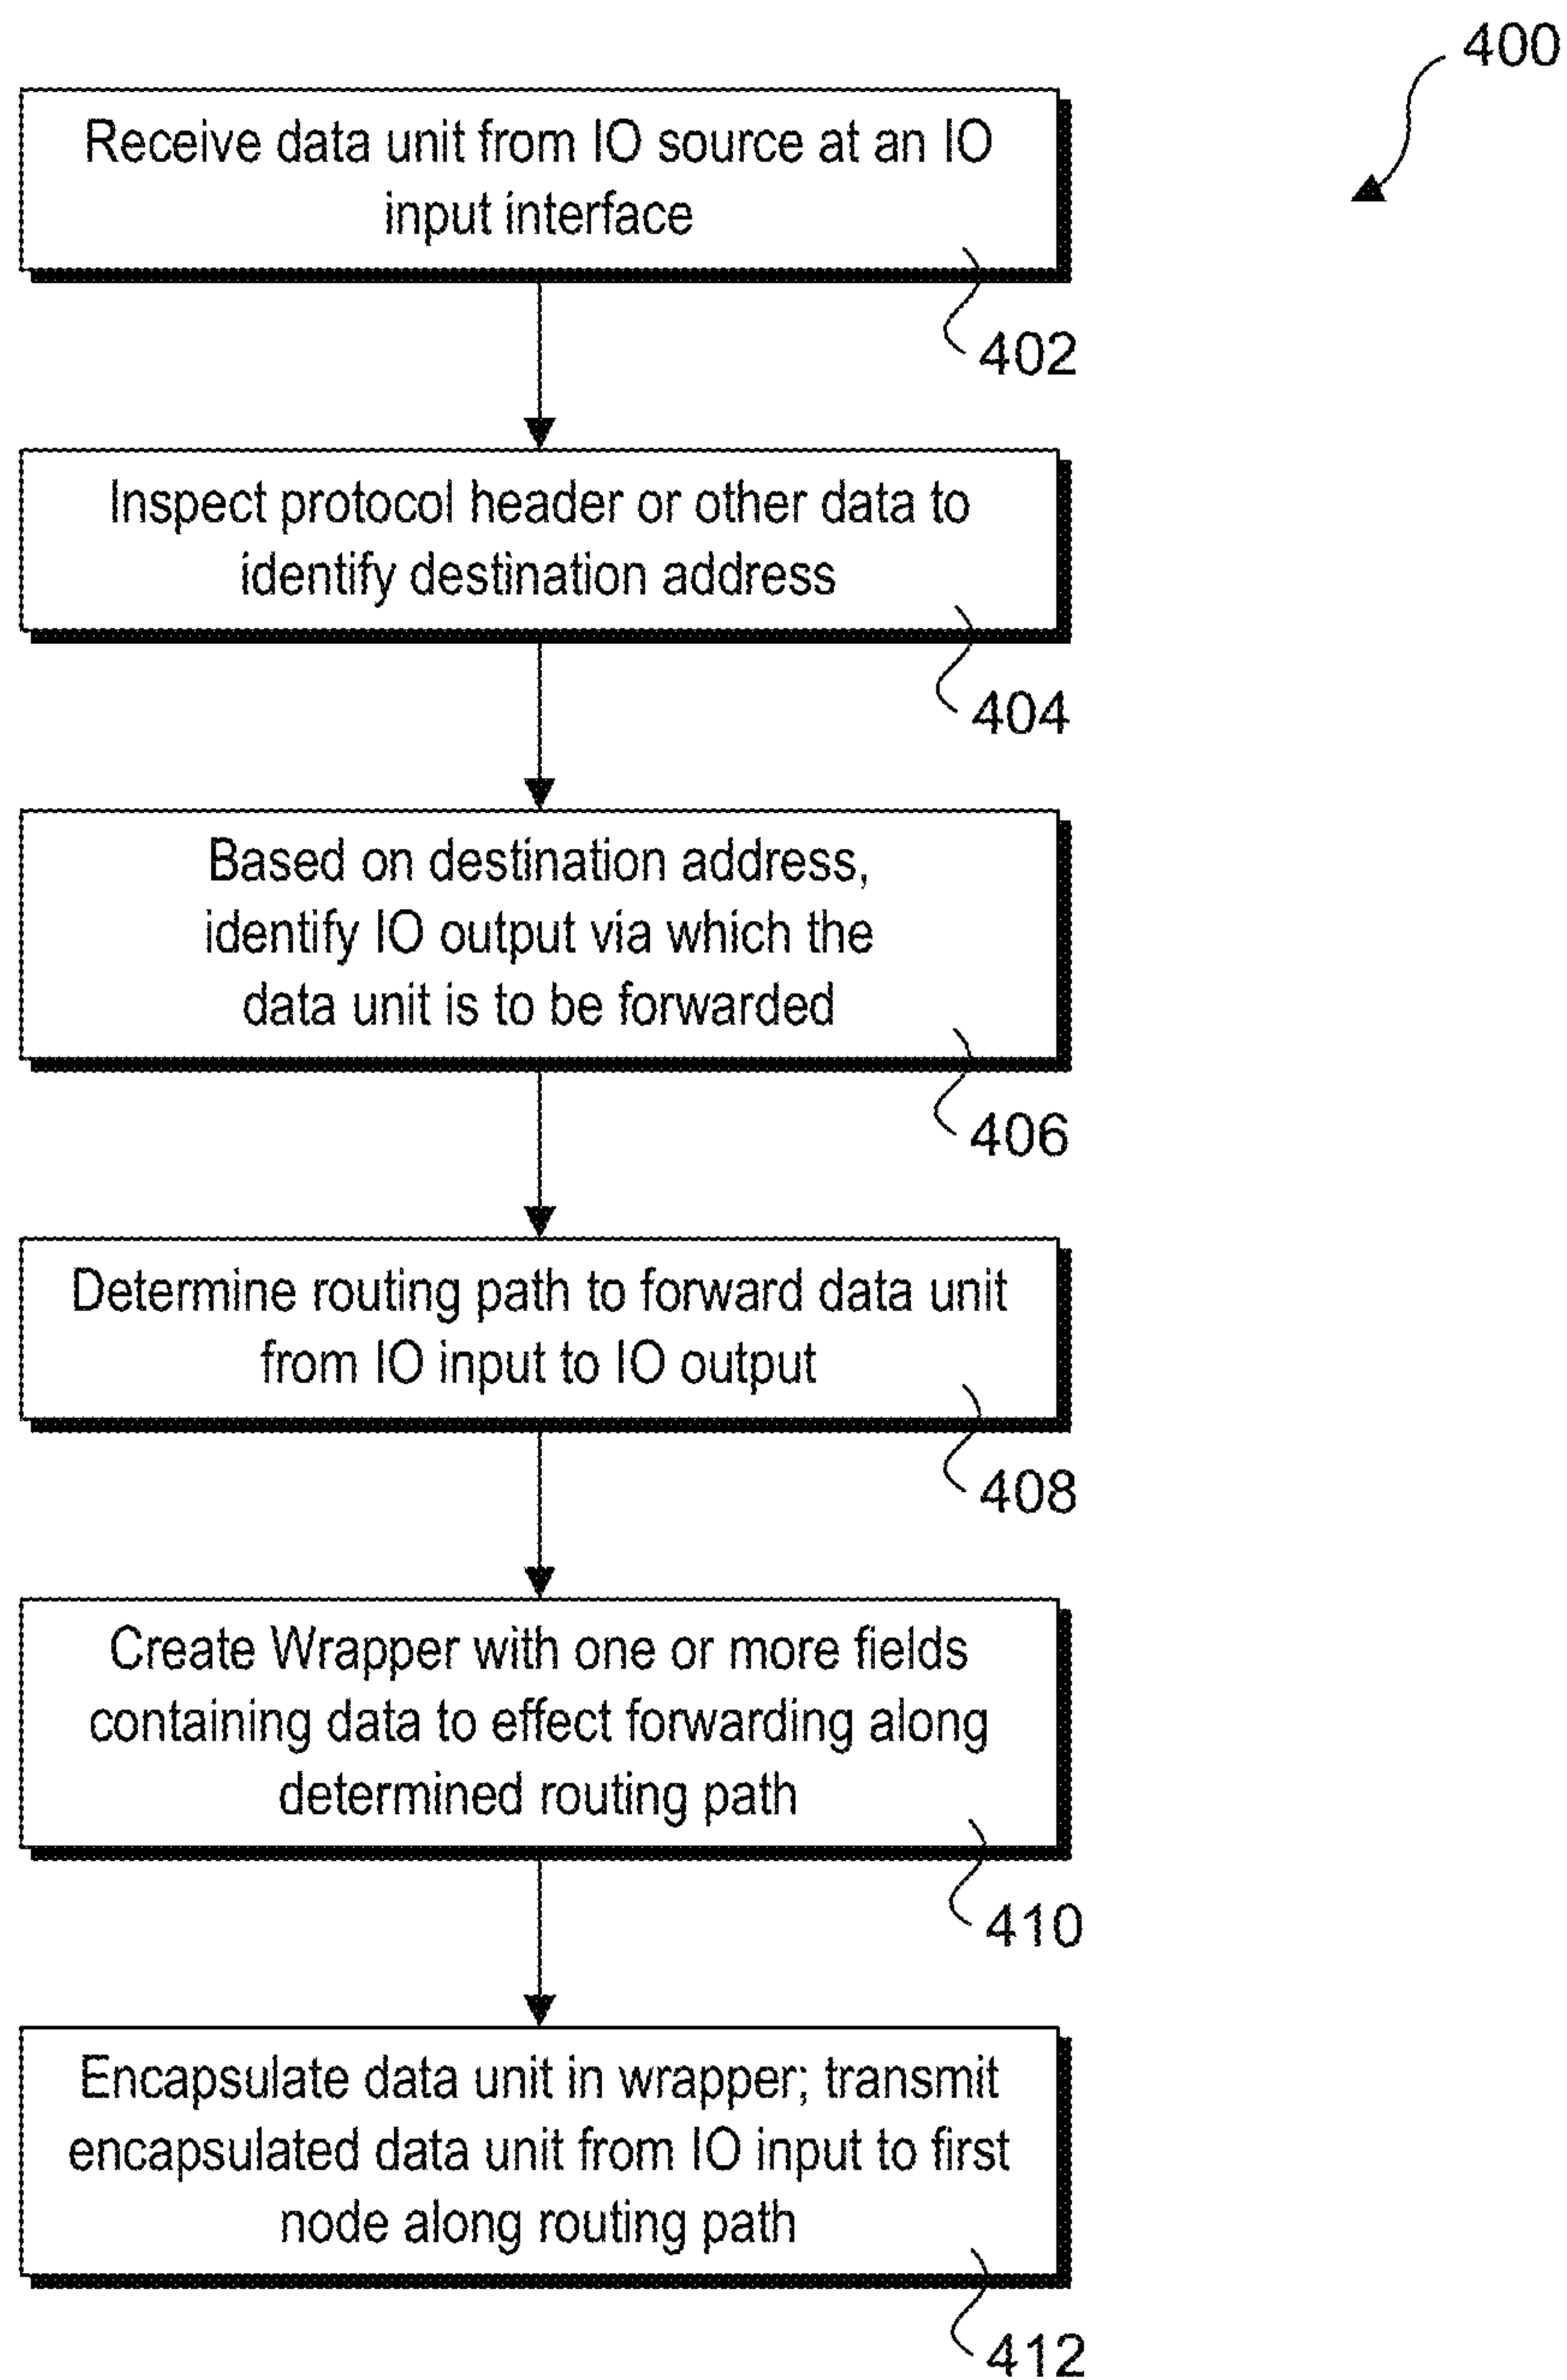 400
Receive data unit from IO source at an IO
input interface
402
Inspect protocol header or other data to
identify destination address
404
Based on destination address,
identify IO output via which the
data unit is to be forwarded
406
Determine routing path to forward data unit
from IO input to IO output
408
Create Wrapper with one or more fields
containing data to effect forwarding along
determined routing path
410
Encapsulate data unit in wrapper; transmit
encapsulated data unit from IO input to first
node along routing path
412